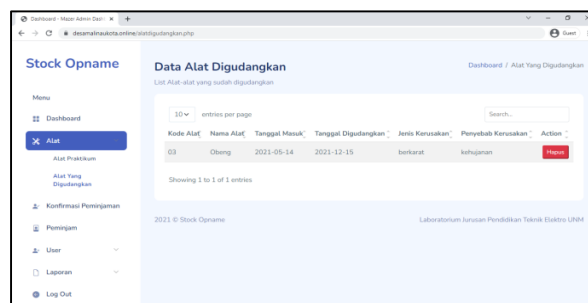 Dashboard - Mazer Admin Dash
desamalinaukota.online/alatdigudangkan.php
Guest
Stock Opname
Menu
Dashboard
Alat
Alat Praktikum
Alat Yang
Digudangkan
Konfirmasi Peminjaman
Peminjam
User
Laporan
Log Out
Data Alat Digudangkan
List Alat-alat yang sudah digudangkan
Dashboard / Alat Yang Digudangkan
10 entries per page
Search...
Kode Alat Nama Alat Tanggal Masuk Tanggal Digudangkan Jenis Kerusakan Penyebab Kerusakan Action
03 Obeng 2021-05-14 2021-12-15 berkarat kehujanan Hapus
Showing 1 to 1 of 1 entries
2021 © Stock Opname
Laboratorium Jurusan Pendidikan Teknik Elektro UNM